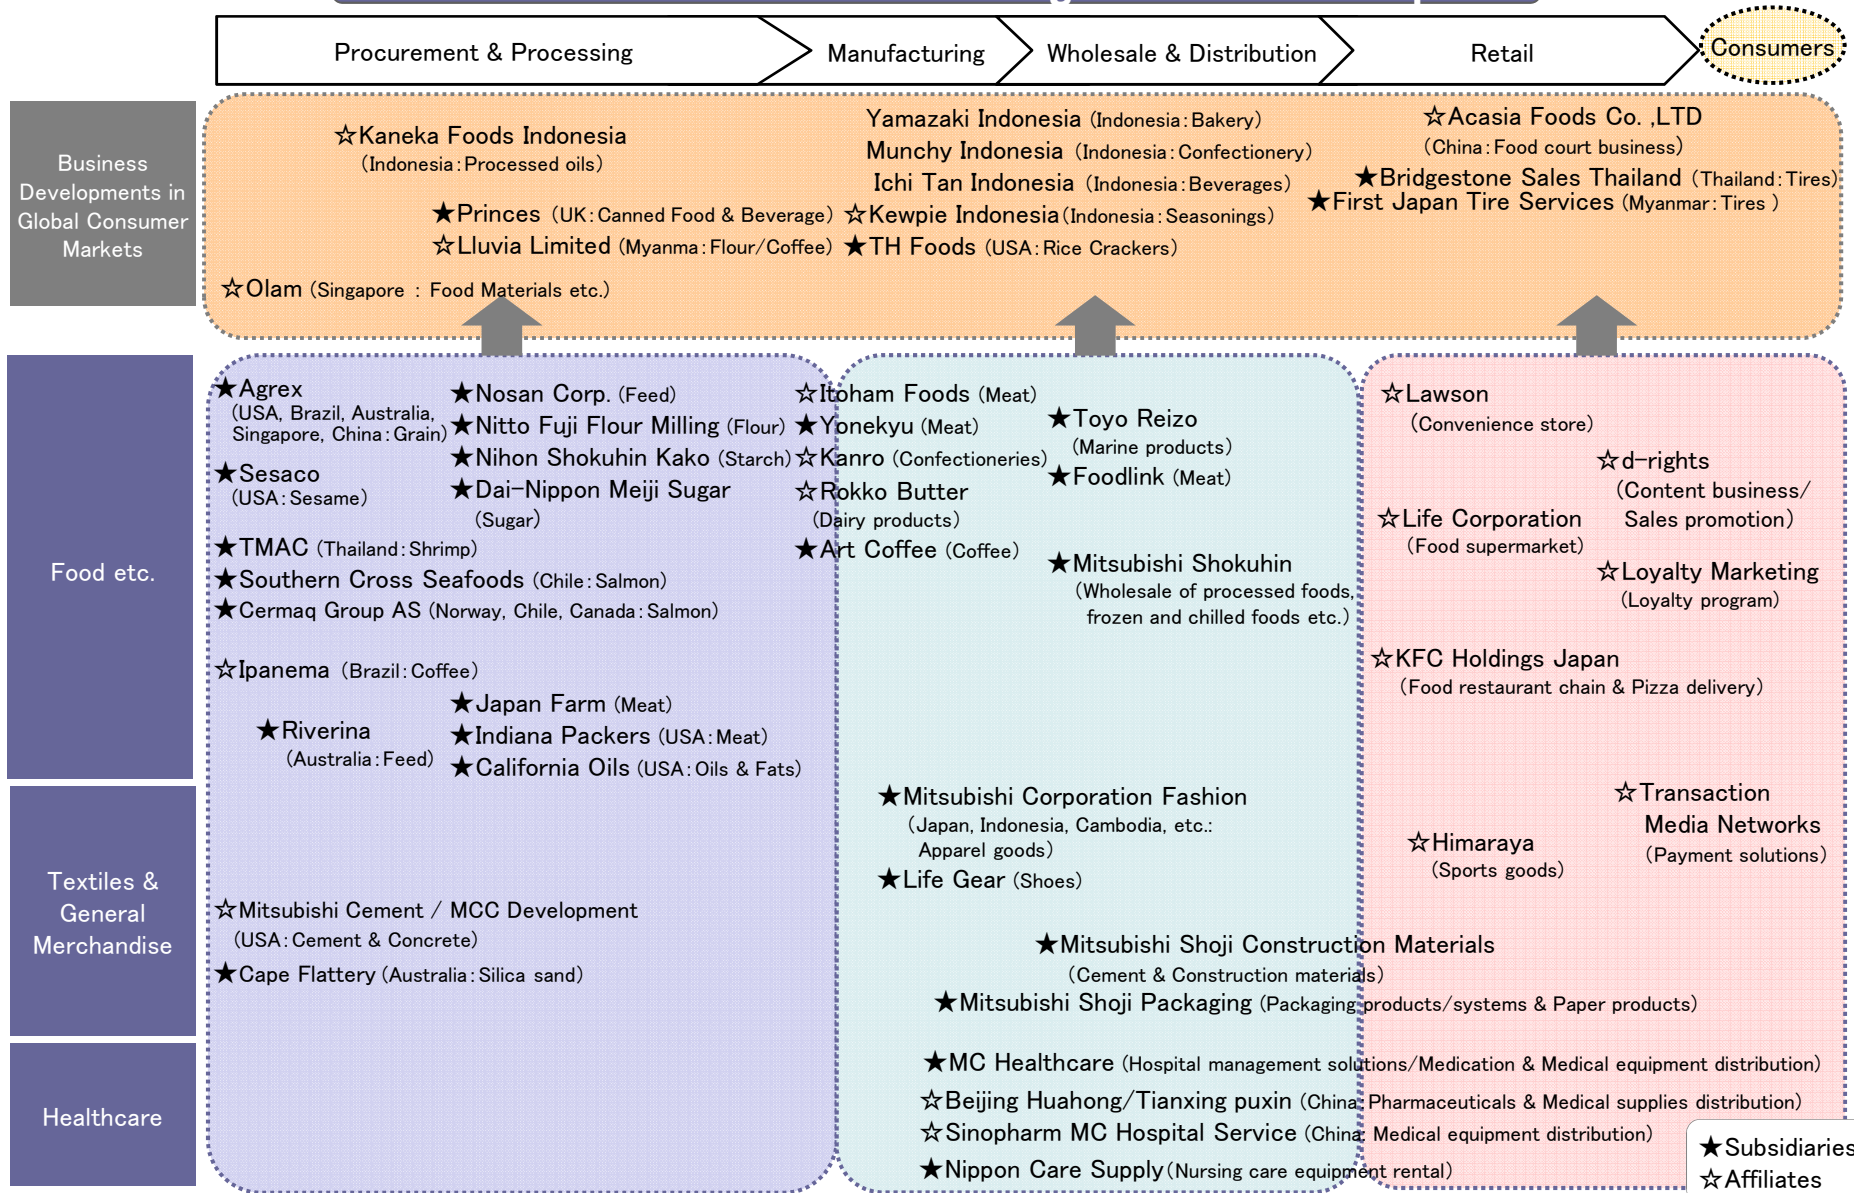 Procurement & Processing
Manufacturing
Wholesale & Distribution
Retail
Consumers
Business
Developments in
Global Consumer
Markets
☆Kaneka Foods Indonesia
(Indonesia:Processed oils)
★Princes (UK:Canned Food & Beverage)
☆Lluvia Limited (Myanma:Flour/Coffee)
☆Olam (Singapore : Food Materials etc.)
Yamazaki Indonesia (Indonesia:Bakery)
Munchy Indonesia (Indonesia:Confectionery)
Ichi Tan Indonesia (Indonesia:Beverages)
☆Kewpie Indonesia(Indonesia:Seasonings)
★TH Foods (USA:Rice Crackers)
☆Acasia Foods Co. ,LTD
(China:Food court business)
★Bridgestone Sales Thailand (Thailand:Tires)
★First Japan Tire Services (Myanmar:Tires )
Food etc.
★Agrex
(USA, Brazil, Australia,
Singapore, China:Grain)
★Sesaco
(USA:Sesame)
★TMAC (Thailand:Shrimp)
★Southern Cross Seafoods (Chile:Salmon)
★Cermaq Group AS (Norway, Chile, Canada:Salmon)
☆Ipanema (Brazil:Coffee)
★Riverina
(Australia:Feed)
★Nosan Corp. (Feed)
★Nitto Fuji Flour Milling (Flour)
★Nihon Shokuhin Kako (Starch)
★Dai-Nippon Meiji Sugar
(Sugar)
★Japan Farm (Meat)
★Indiana Packers (USA:Meat)
★California Oils (USA:Oils & Fats)
☆Itoham Foods (Meat)
★Yonekyu (Meat)
☆Kanro (Confectioneries)
☆Rokko Butter
(Dairy products)
★Art Coffee (Coffee)
★Toyo Reizo
(Marine products)
★Foodlink (Meat)
★Mitsubishi Shokuhin
(Wholesale of processed foods,
frozen and chilled foods etc.)
☆Lawson
(Convenience store)
☆d-rights
(Content business/
Sales promotion)
☆Life Corporation
(Food supermarket)
☆Loyalty Marketing
(Loyalty program)
☆KFC Holdings Japan
(Food restaurant chain & Pizza delivery)
Textiles &
General
Merchandise
☆Mitsubishi Cement / MCC Development
(USA:Cement & Concrete)
★Cape Flattery (Australia:Silica sand)
★Mitsubishi Corporation Fashion
(Japan, Indonesia, Cambodia, etc.:
Apparel goods)
★Life Gear (Shoes)
★Mitsubishi Shoji Construction Materials
(Cement & Construction materials)
★Mitsubishi Shoji Packaging (Packaging products/systems & Paper products)
☆Transaction
Media Networks
(Payment solutions)
☆Himaraya
(Sports goods)
Healthcare
★MC Healthcare (Hospital management solutions/Medication & Medical equipment distribution)
☆Beijing Huahong/Tianxing puxin (China:Pharmaceuticals & Medical supplies distribution)
☆Sinopharm MC Hospital Service (China: Medical equipment distribution)
★Nippon Care Supply(Nursing care equipment rental)
★Subsidiaries
☆Affiliates